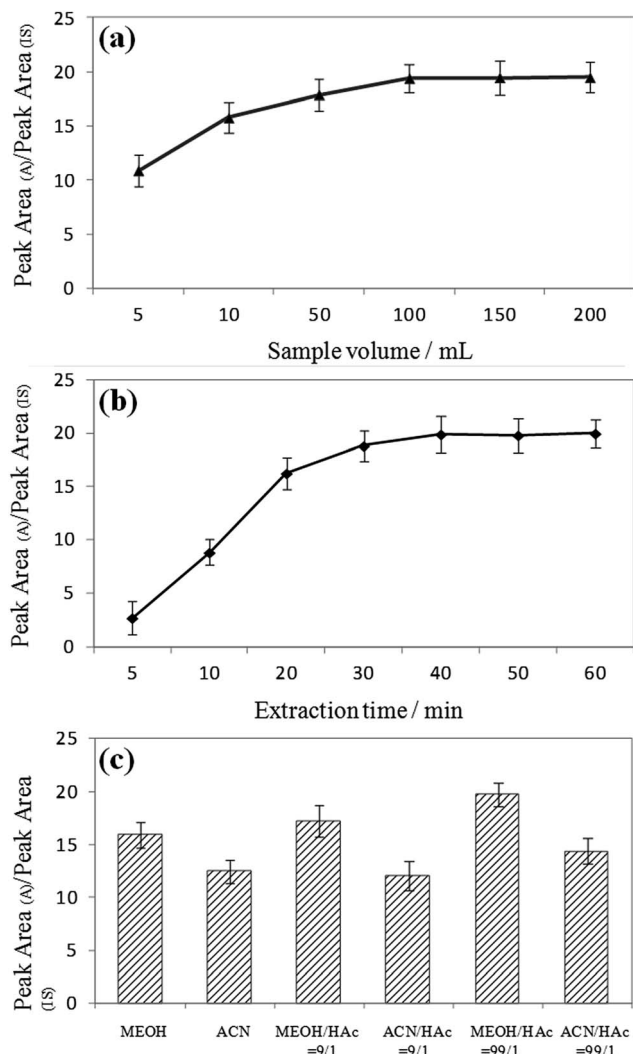 (a)
Peak Area (A)/Peak Area (IS)
25
20
15
10
5
0
5 10 50 100 150 200
Sample volume / mL
(b)
Peak Area (A)/Peak Area (IS)
25
20
15
10
5
0
5 10 20 30 40 50 60
Extraction time / min
(c)
Peak Area (A)/Peak Area
(IS)
25
20
15
10
5
0
MEOH ACN MEOH/HAc ACN/HAc MEOH/HAc ACN/HAc
=9/1 =9/1 =99/1 =99/1